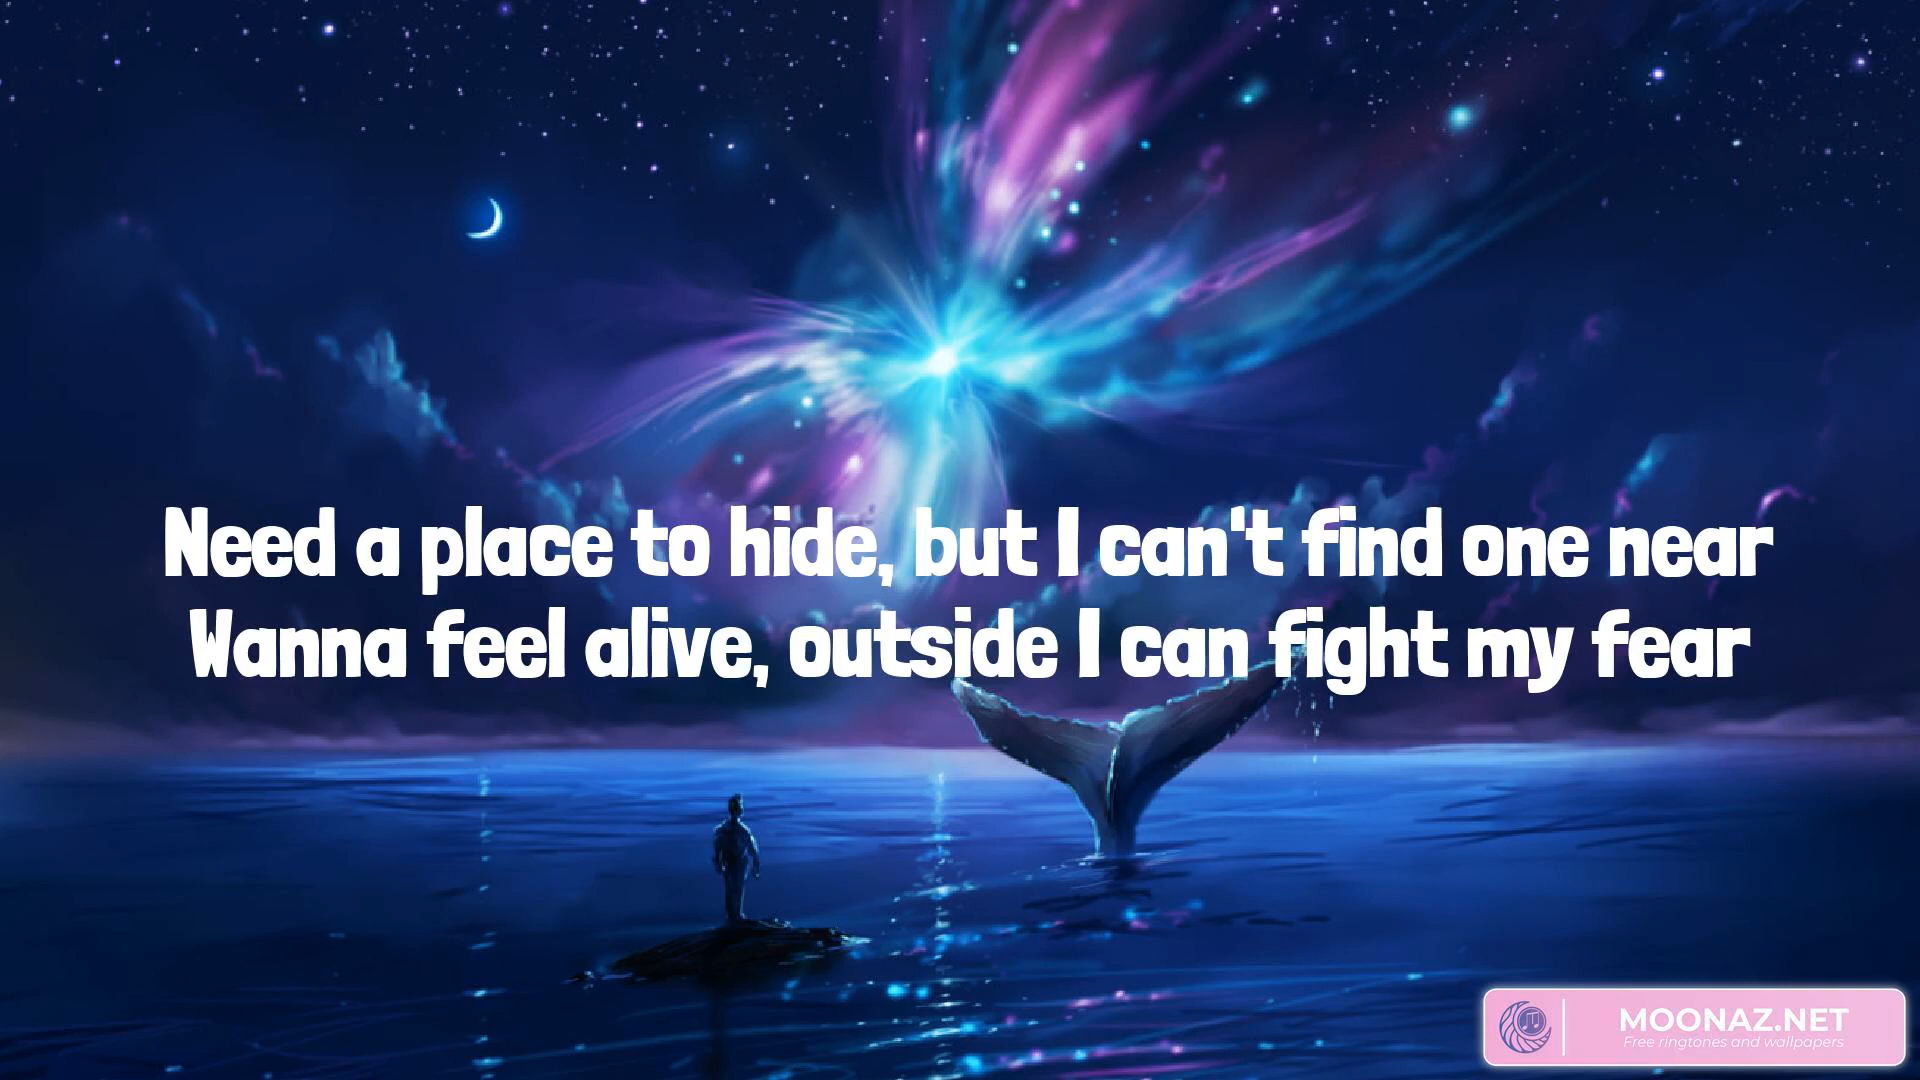 Need a place to hide, but I can't find one near
Wanna feel alive, outside I can fight my fear
MOONAZ.NET
Free ringtones and wallpapers